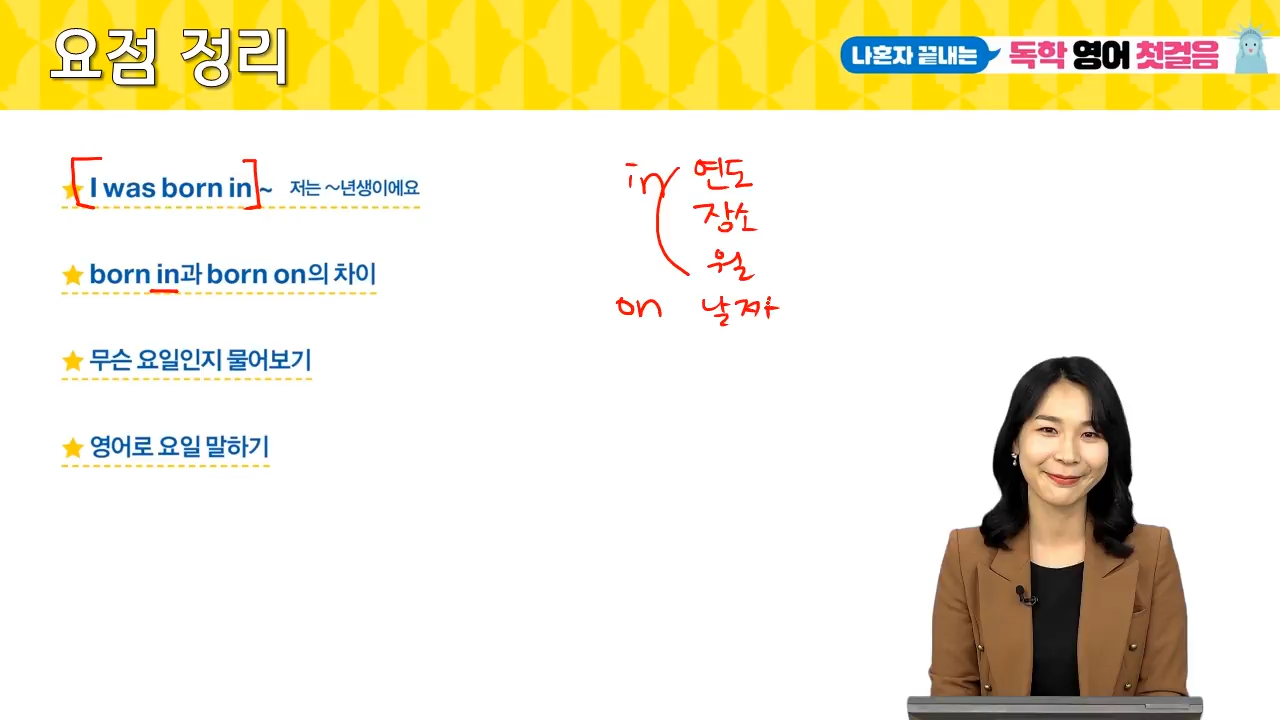 요점 정리
나혼자 끝내는 독학 영어 첫걸음
I was born in ~ 저는 ~년생이에요
born in과 born on의 차이
무슨 요일인지 물어보기
영어로 요일 말하기
in 연도
장소
월
on 날짜